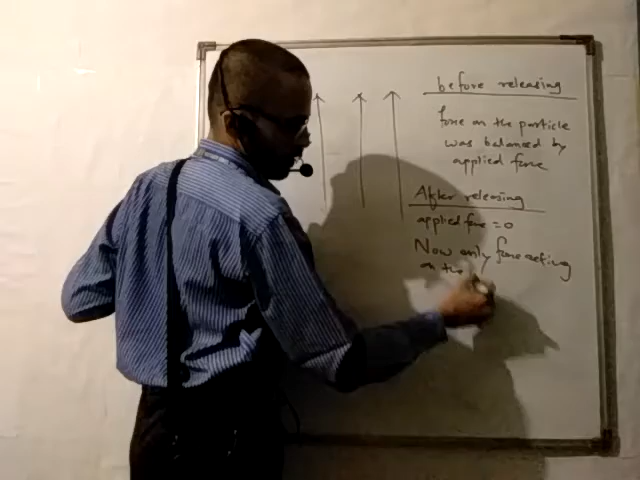 before releasing
force on the particle
was balanced by
applied force
After releasing
applied force = 0
Now only force acting
on the